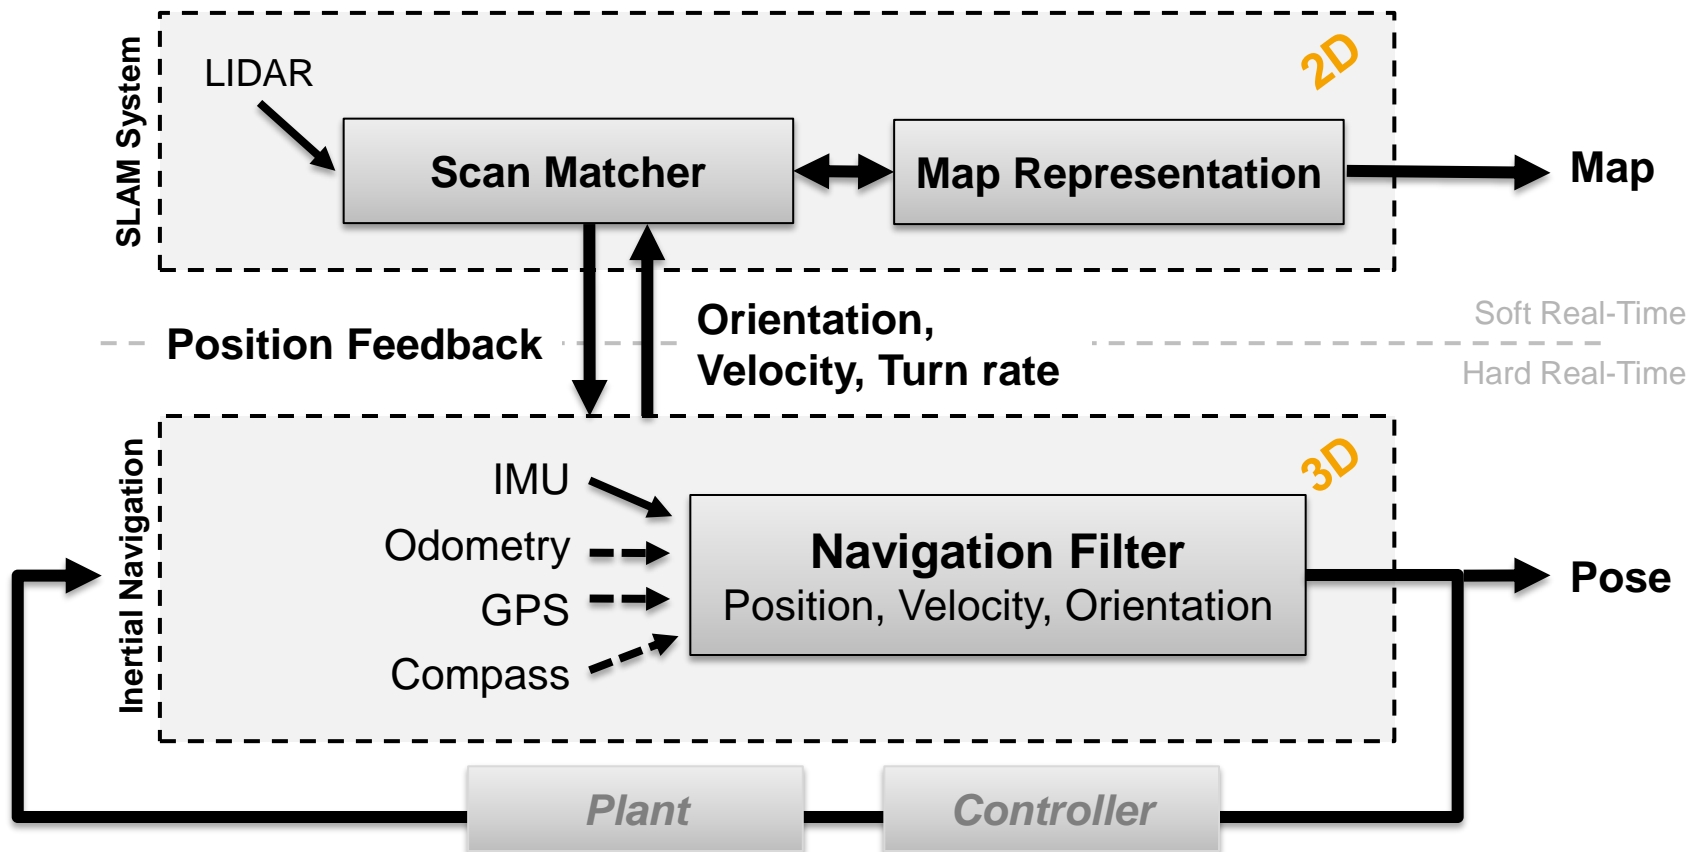 SLAM System
2D
LIDAR
Scan Matcher
Map Representation
Map
Position Feedback
Orientation,
Velocity, Turn rate
Soft Real-Time
Hard Real-Time
Inertial Navigation
3D
IMU
Odometry
GPS
Compass
Navigation Filter
Position, Velocity, Orientation
Pose
Plant
Controller